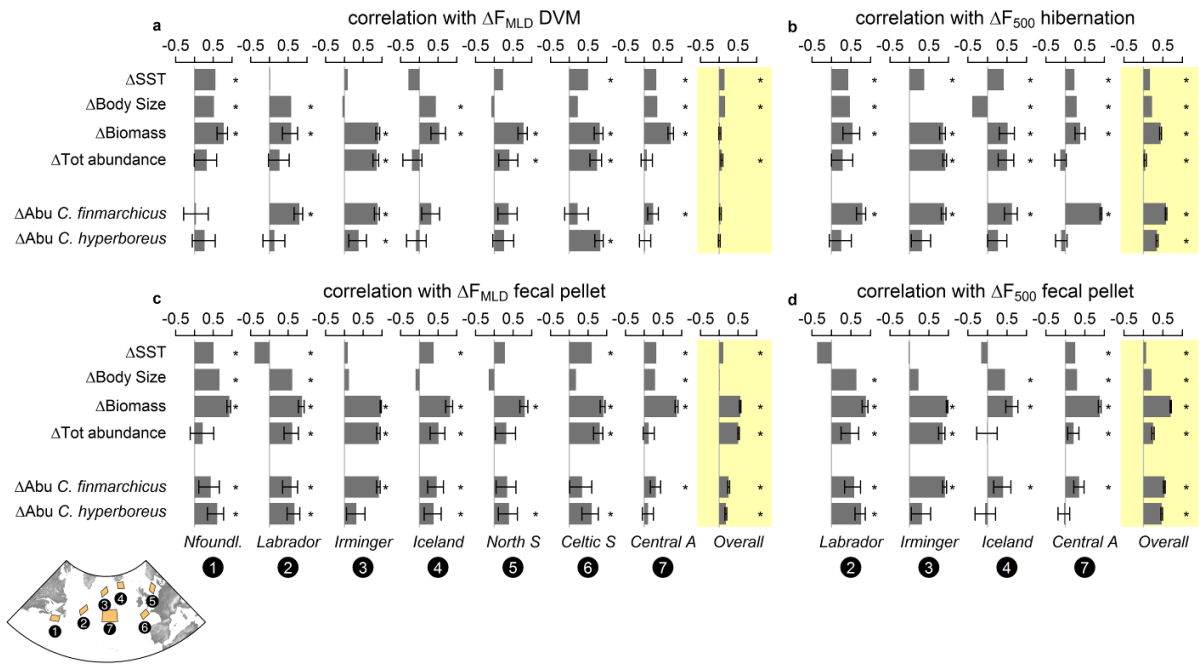 a correlation with ΔF_MLD DVM
b correlation with ΔF_500 hibernation
-0.5 0.5 -0.5 0.5 -0.5 0.5 -0.5 0.5 -0.5 0.5 -0.5 0.5 -0.5 0.5 0.5 -0.5 0.5 -0.5 0.5 -0.5 0.5 -0.5 0.5 0.5
ΔSST * * * * * * * *
ΔBody Size * * * * * * * *
ΔBiomass * * * * * * * * * * * *
ΔTot abundance * * * * * * *
ΔAbu C. finmarchicus * * * * * * * *
ΔAbu C. hyperboreus * * *
c correlation with ΔF_MLD fecal pellet
d correlation with ΔF_500 fecal pellet
-0.5 0.5 -0.5 0.5 -0.5 0.5 -0.5 0.5 -0.5 0.5 -0.5 0.5 -0.5 0.5 0.5 -0.5 0.5 -0.5 0.5 -0.5 0.5 -0.5 0.5 0.5
ΔSST * * * * * * * *
ΔBody Size * * * * * * *
ΔBiomass * * * * * * * * * * * * *
ΔTot abundance * * * * * * * * *
ΔAbu C. finmarchicus * * * * * * * * * * *
ΔAbu C. hyperboreus * * * * * * * *
Nfoundl. Labrador Irminger Iceland North S Celtic S Central A Overall Labrador Irminger Iceland Central A Overall
1 2 3 4 5 6 7 2 3 4 7
4
5
3
2
1
7
6